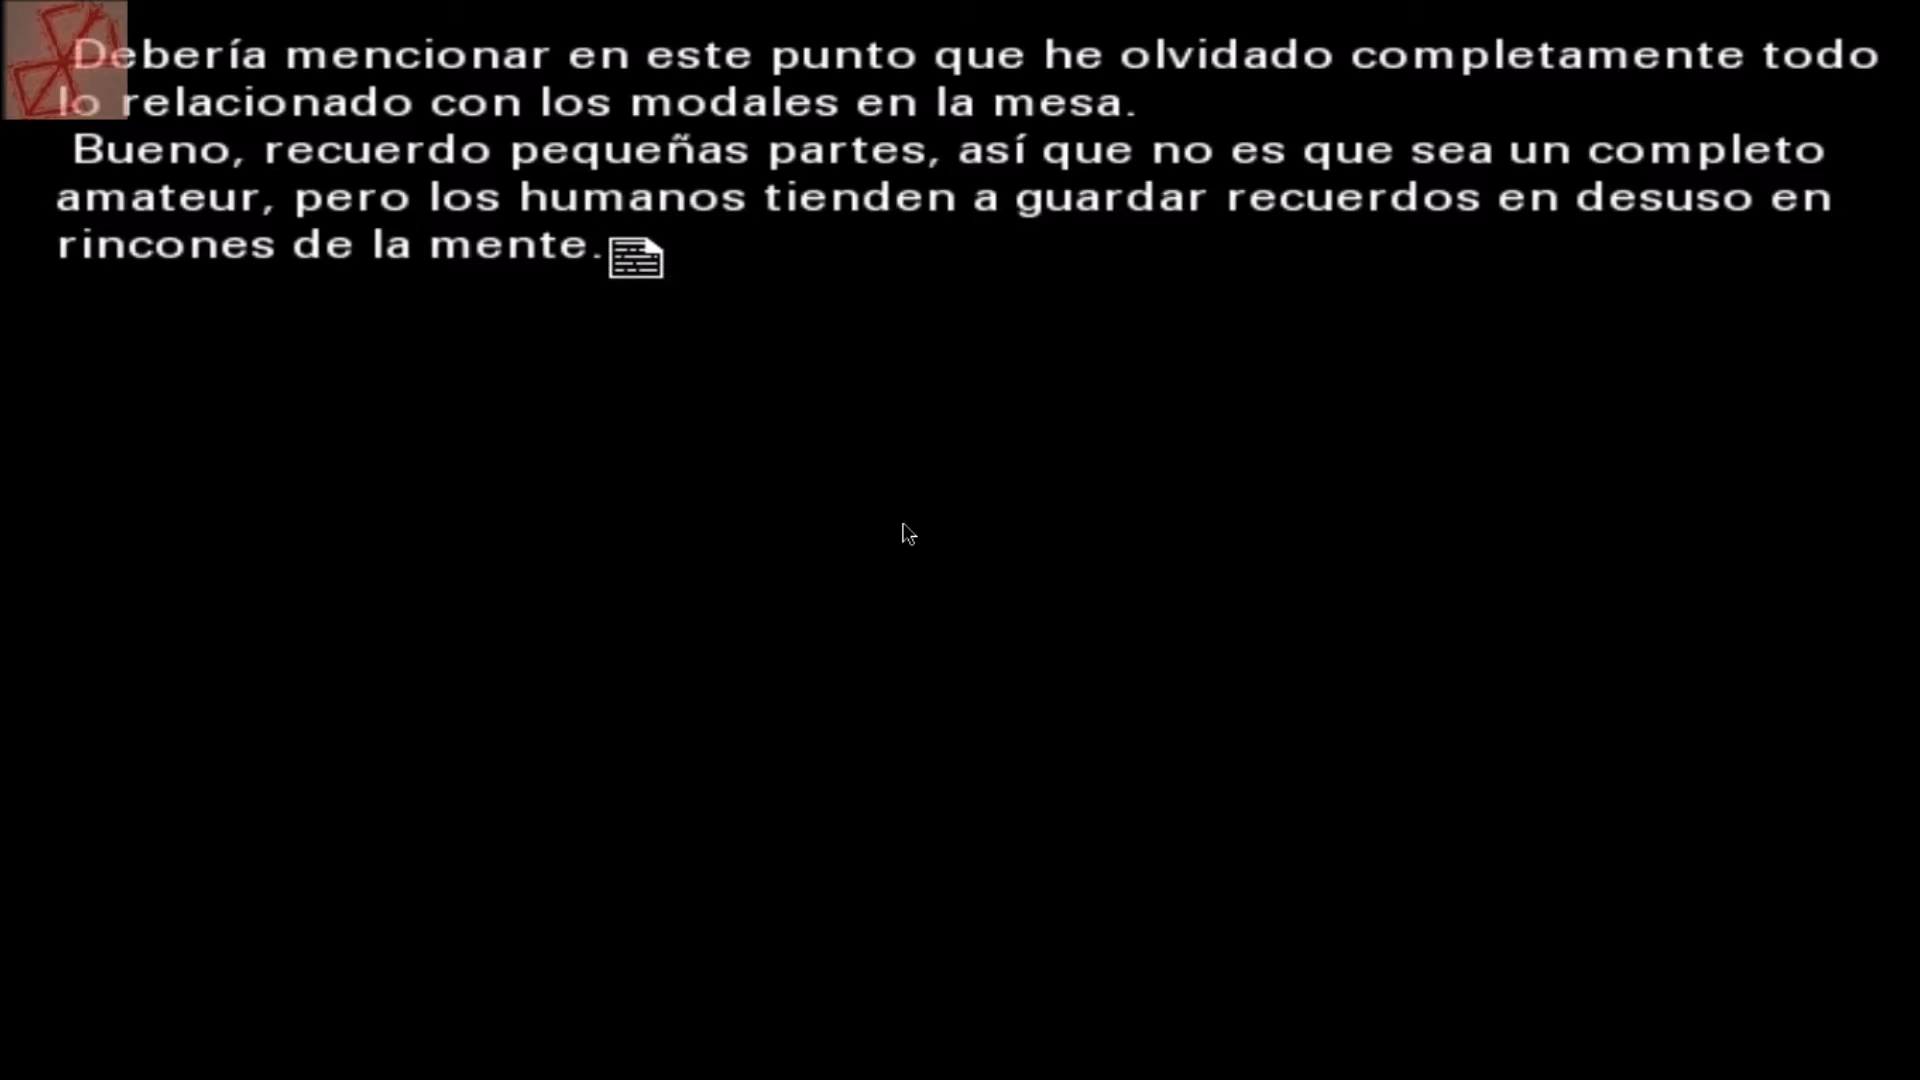 Debería mencionar en este punto que he olvidado completamente todo
lo relacionado con los modales en la mesa.
Bueno, recuerdo pequeñas partes, así que no es que sea un completo
amateur, pero los humanos tienden a guardar recuerdos en desuso en
rincones de la mente.